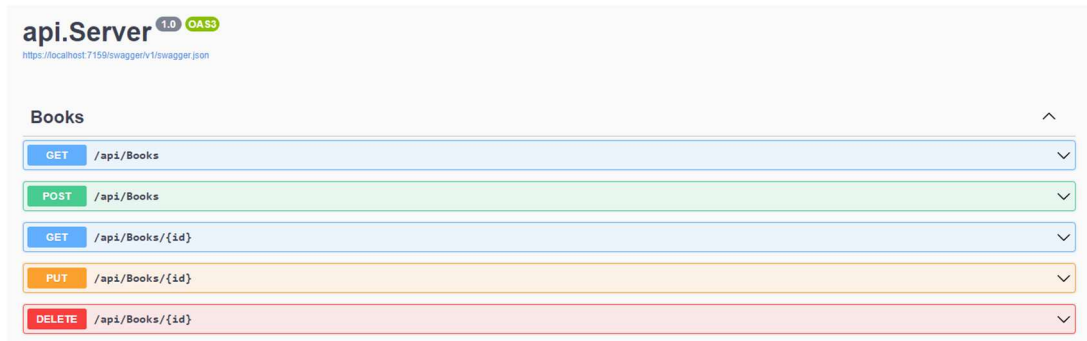 api.Server 1.0 OAS3
https://localhost:7159/swagger/v1/swagger.json
Books
GET /api/Books
POST /api/Books
GET /api/Books/{id}
PUT /api/Books/{id}
DELETE /api/Books/{id}